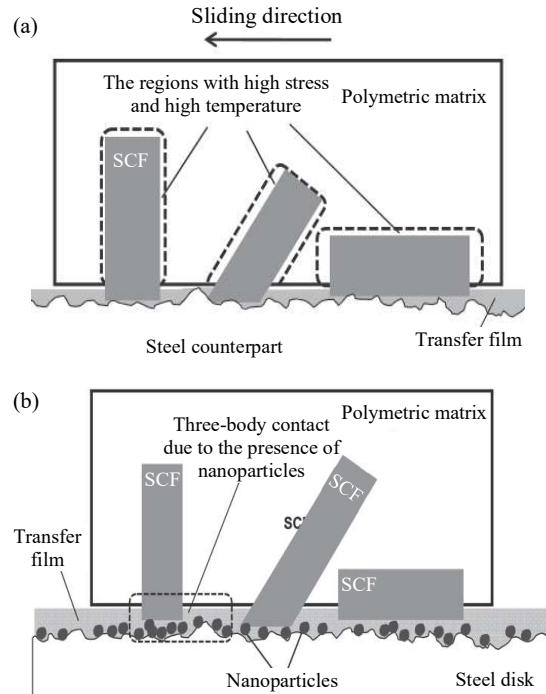 (a)
Sliding direction
The regions with high stress
and high temperature
Polymetric matrix
SCF
Transfer film
Steel counterpart
(b)
Three-body contact
due to the presence of
nanoparticles
Polymetric matrix
SCF
SCF
SCF
Transfer
film
SCF
Nanoparticles
Steel disk